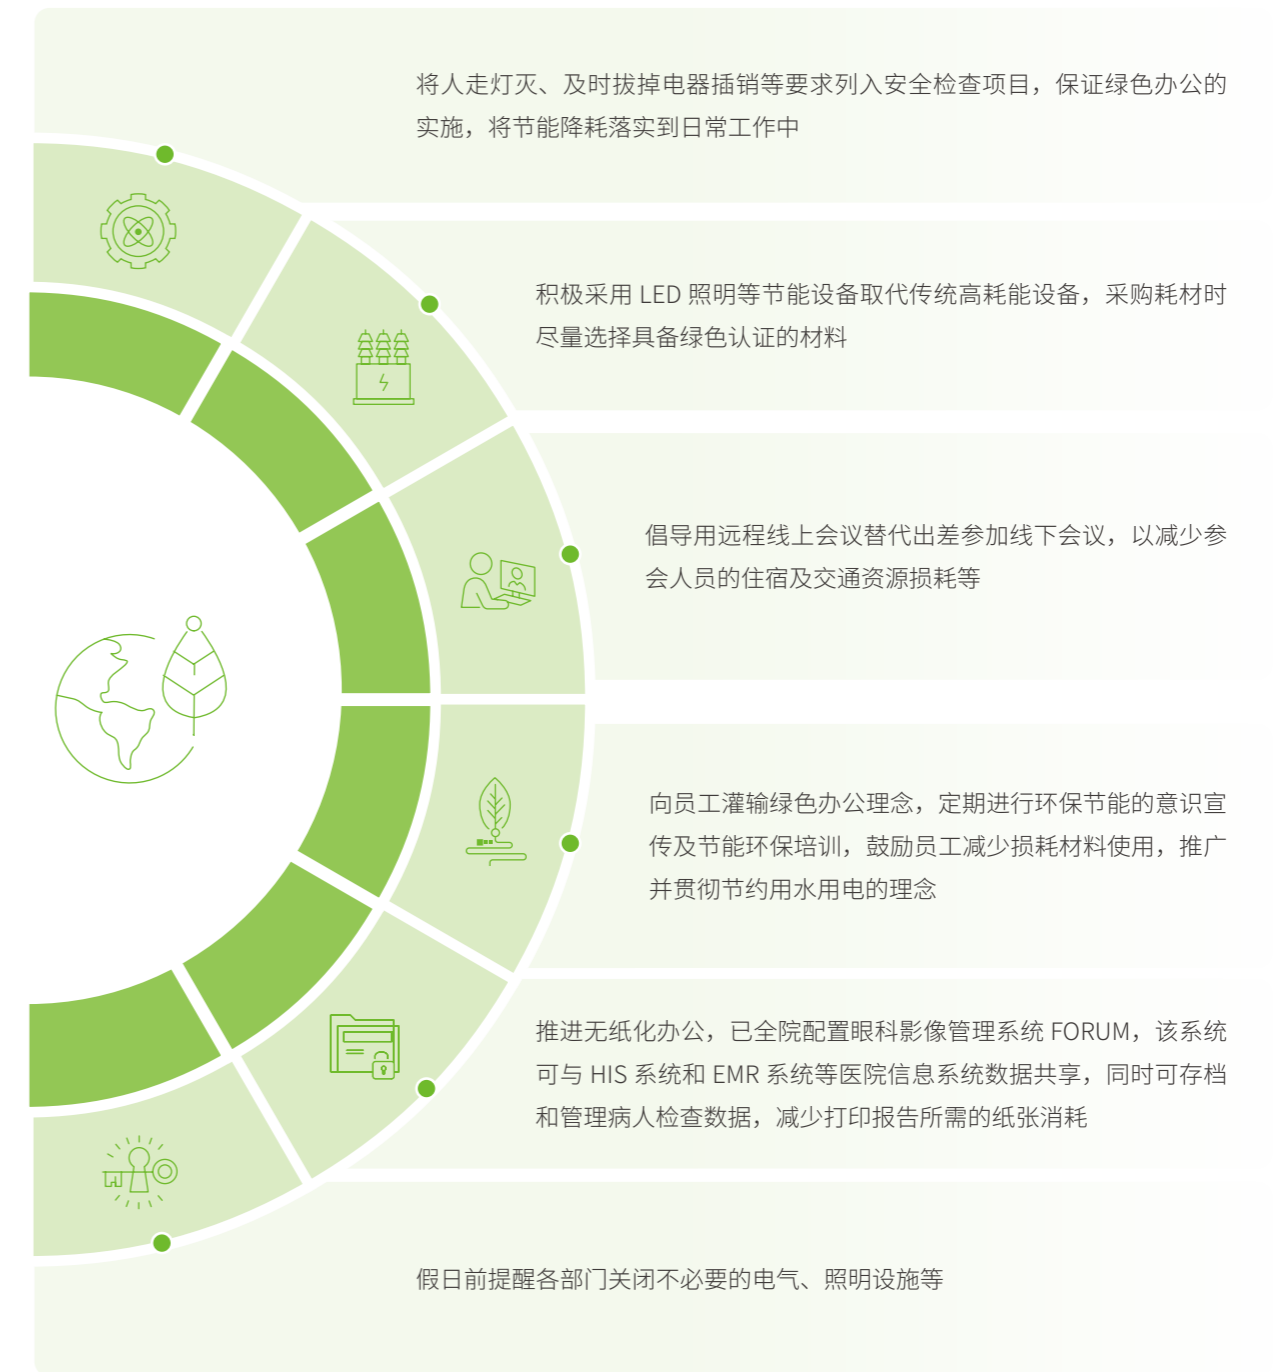 将人走灯灭、及时拔掉电器插销等要求列入安全检查项目，保证绿色办公的
实施，将节能降耗落实到日常工作中
积极采用 LED 照明等节能设备取代传统高耗能设备，采购耗材时
尽量选择具备绿色认证的材料
倡导用远程线上会议替代出差参加线下会议，以减少参
会人员的住宿及交通资源损耗等
向员工灌输绿色办公理念，定期进行环保节能的意识宣
传及节能环保培训，鼓励员工减少损耗材料使用，推广
并贯彻节约用水用电的理念
推进无纸化办公，已全院配置眼科影像管理系统 FORUM，该系统
可与 HIS 系统和 EMR 系统等医院信息系统数据共享，同时可存档
和管理病人检查数据，减少打印报告所需的纸张消耗
假日前提醒各部门关闭不必要的电气、照明设施等